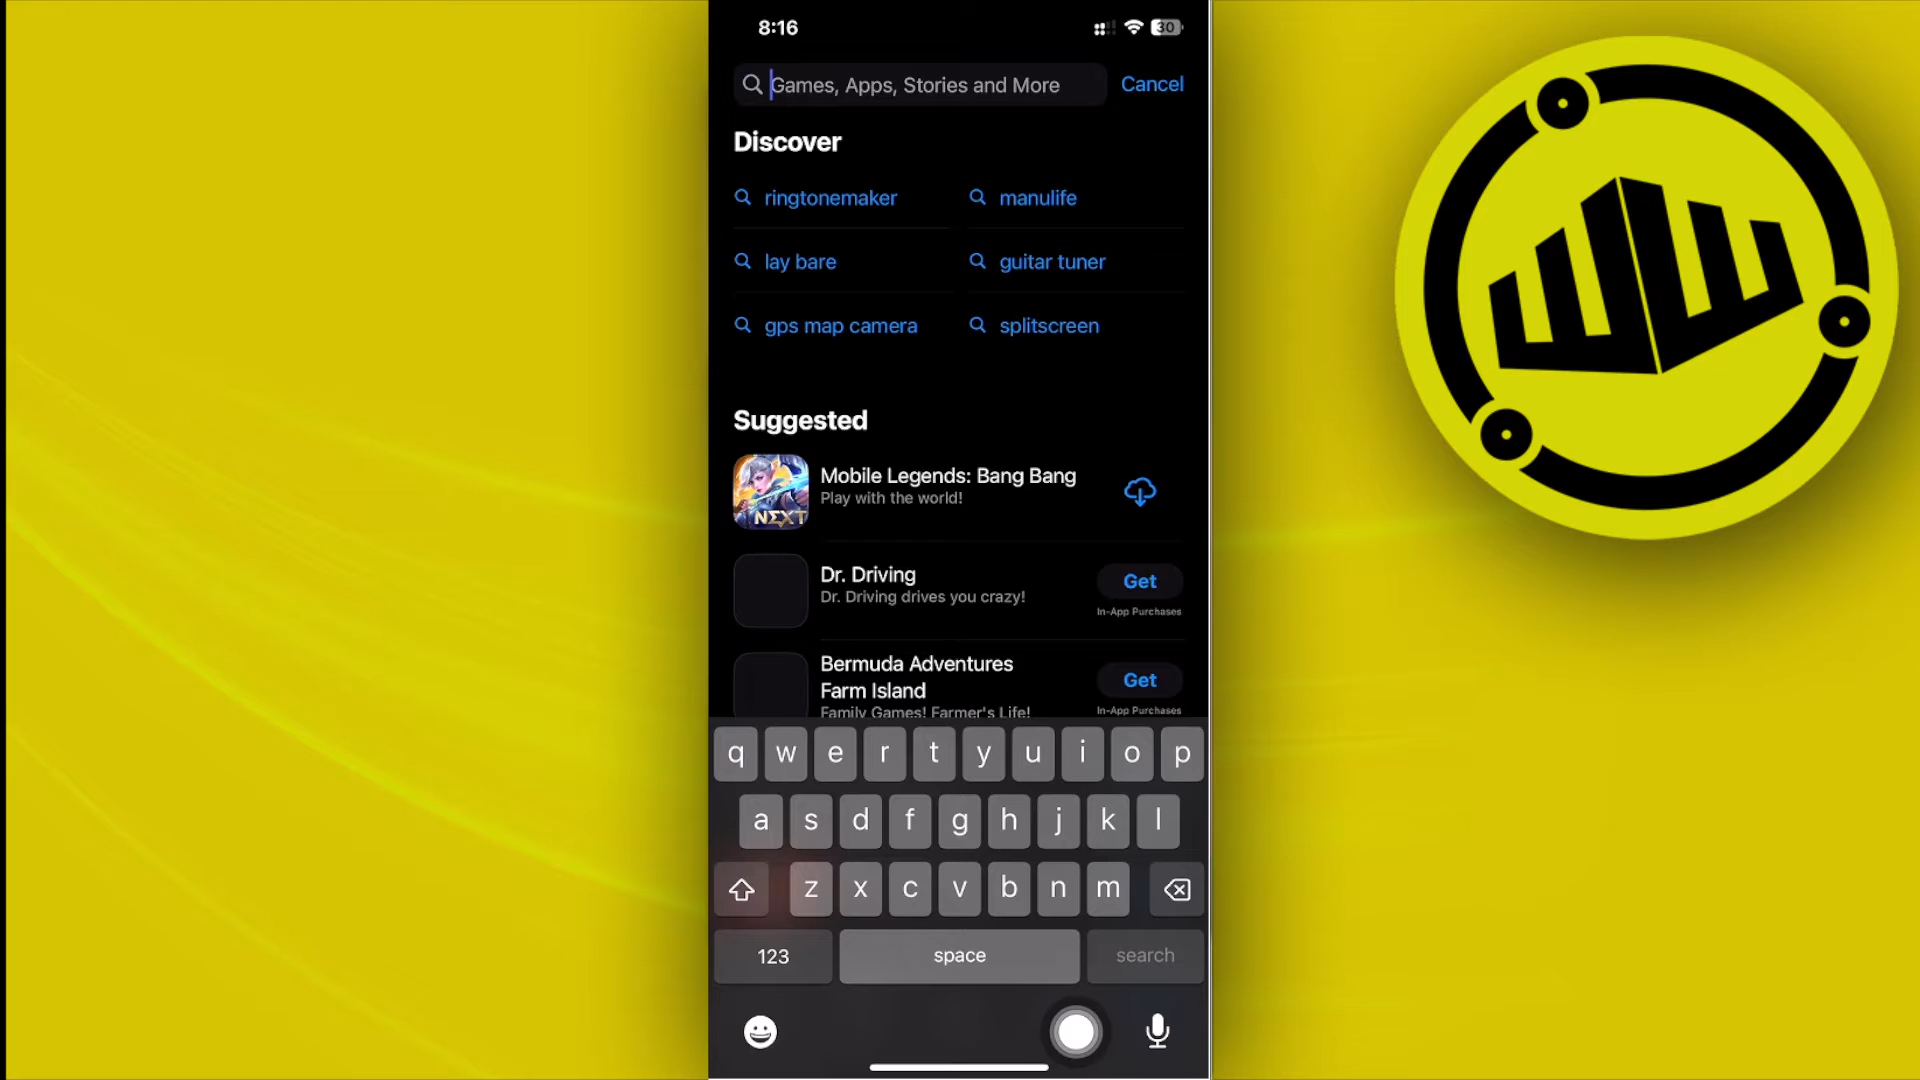 8:16
30
Games, Apps, Stories and More
Cancel
Discover
ringtonemaker
manulife
lay bare
guitar tuner
gps map camera
splitscreen
Suggested
NEXT
Mobile Legends: Bang Bang
Play with the world!
Dr. Driving
Dr. Driving drives you crazy!
Get
In-App Purchases
Bermuda Adventures
Farm Island
Family Games! Farmer's Life!
Get
In-App Purchases
q w e r t y u i o p
a s d f g h j k l
z x c v b n m
123
space
search